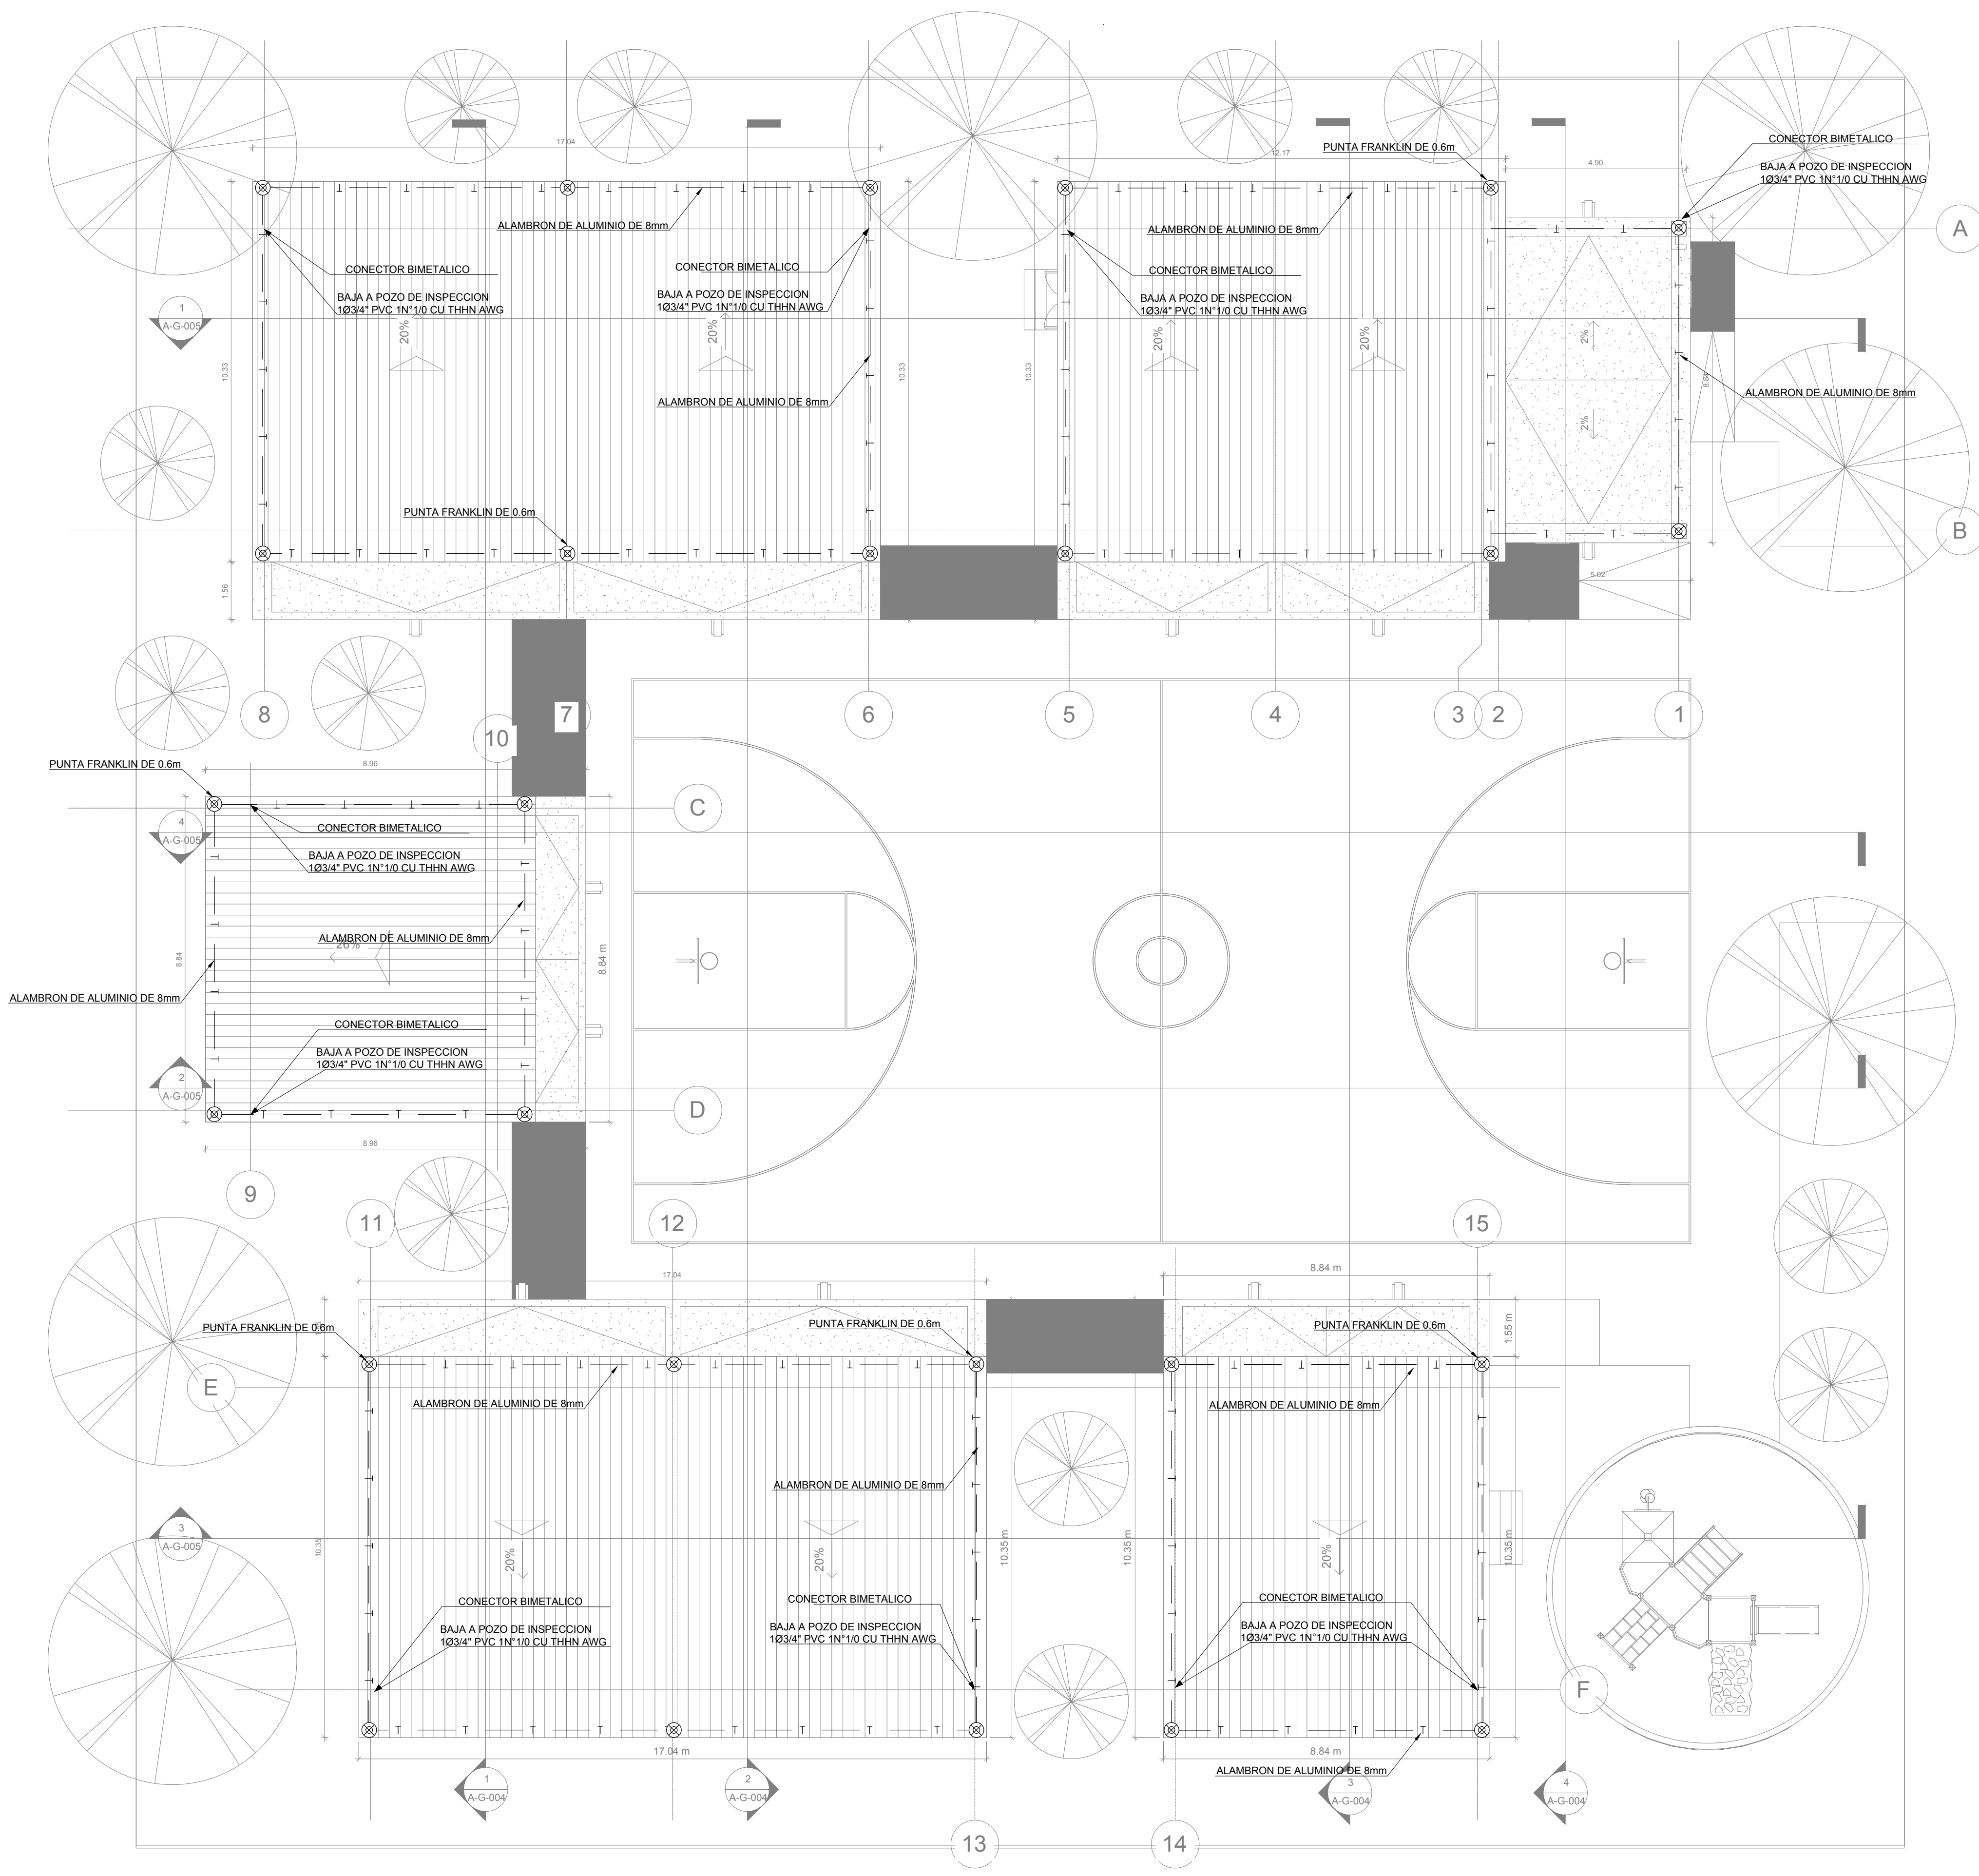 17.04
12.17
PUNTA FRANKLIN DE 0.6m
4.90
CONECTOR BIMETALICO
BAJA A POZO DE INSPECCION
1Ø3/4" PVC 1N°1/0 CU THHN AWG
ALAMBRON DE ALUMINIO DE 8mm
ALAMBRON DE ALUMINIO DE 8mm
A
CONECTOR BIMETALICO
BAJA A POZO DE INSPECCION
1Ø3/4" PVC 1N°1/0 CU THHN AWG
CONECTOR BIMETALICO
BAJA A POZO DE INSPECCION
1Ø3/4" PVC 1N°1/0 CU THHN AWG
CONECTOR BIMETALICO
BAJA A POZO DE INSPECCION
1Ø3/4" PVC 1N°1/0 CU THHN AWG
1
A-G-005
20%
20%
20%
20%
2%
2%
10.33
10.33
10.33
ALAMBRON DE ALUMINIO DE 8mm
ALAMBRON DE ALUMINIO DE 8mm
PUNTA FRANKLIN DE 0.6m
B
1.56
5.02
8
10
7
6
5
4
3
2
1
PUNTA FRANKLIN DE 0.6m
8.96
C
4
A-G-005
CONECTOR BIMETALICO
BAJA A POZO DE INSPECCION
1Ø3/4" PVC 1N°1/0 CU THHN AWG
ALAMBRON DE ALUMINIO DE 8mm
20%
8.84
8.84 m
ALAMBRON DE ALUMINIO DE 8mm
CONECTOR BIMETALICO
BAJA A POZO DE INSPECCION
1Ø3/4" PVC 1N°1/0 CU THHN AWG
2
A-G-005
D
8.96
9
11
12
15
17.04
8.84 m
PUNTA FRANKLIN DE 0.6m
PUNTA FRANKLIN DE 0.6m
PUNTA FRANKLIN DE 0.6m
1.55 m
E
ALAMBRON DE ALUMINIO DE 8mm
ALAMBRON DE ALUMINIO DE 8mm
ALAMBRON DE ALUMINIO DE 8mm
3
A-G-005
10.35
20%
20%
10.35 m
10.35 m
20%
10.35 m
CONECTOR BIMETALICO
BAJA A POZO DE INSPECCION
1Ø3/4" PVC 1N°1/0 CU THHN AWG
CONECTOR BIMETALICO
BAJA A POZO DE INSPECCION
1Ø3/4" PVC 1N°1/0 CU THHN AWG
CONECTOR BIMETALICO
BAJA A POZO DE INSPECCION
1Ø3/4" PVC 1N°1/0 CU THHN AWG
F
17.04 m
8.84 m
ALAMBRON DE ALUMINIO DE 8mm
1
A-G-004
2
A-G-004
3
A-G-004
4
A-G-004
13
14